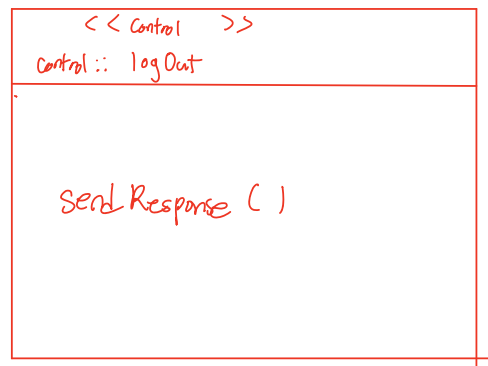 << Control >>
control :: logOut
sendResponse ( )